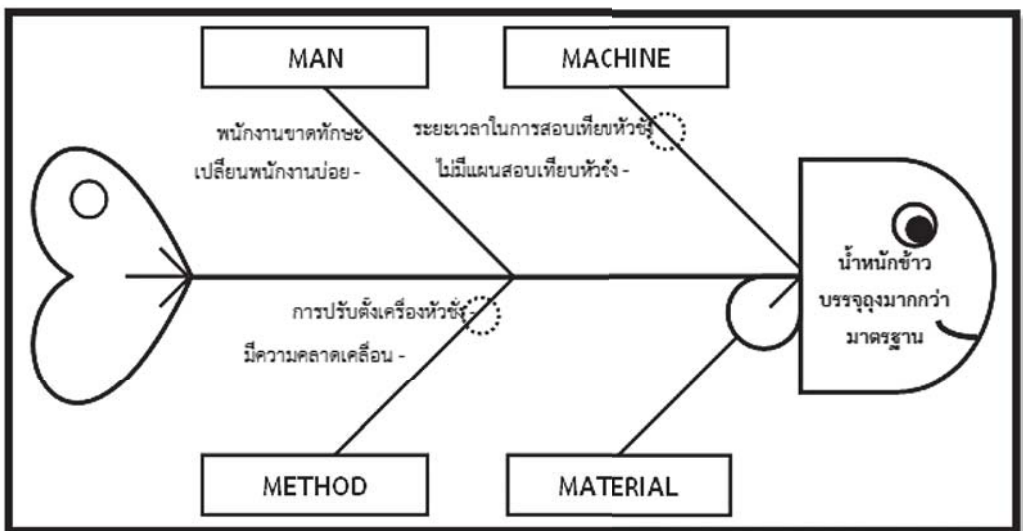 MAN
MACHINE
พนักงานขาดทักษะ
เปลี่ยนพนักงานบ่อย -
ระยะเวลาในการสอบเทียบหัวชั่ง
ไม่มีแผนสอบเทียบหัวชั่ง -
น้ำหนักข้าว
บรรจุถุงมากกว่า
มาตรฐาน
การปรับตั้งเครื่องหัวชั่ง -
มีความคลาดเคลื่อน -
METHOD
MATERIAL